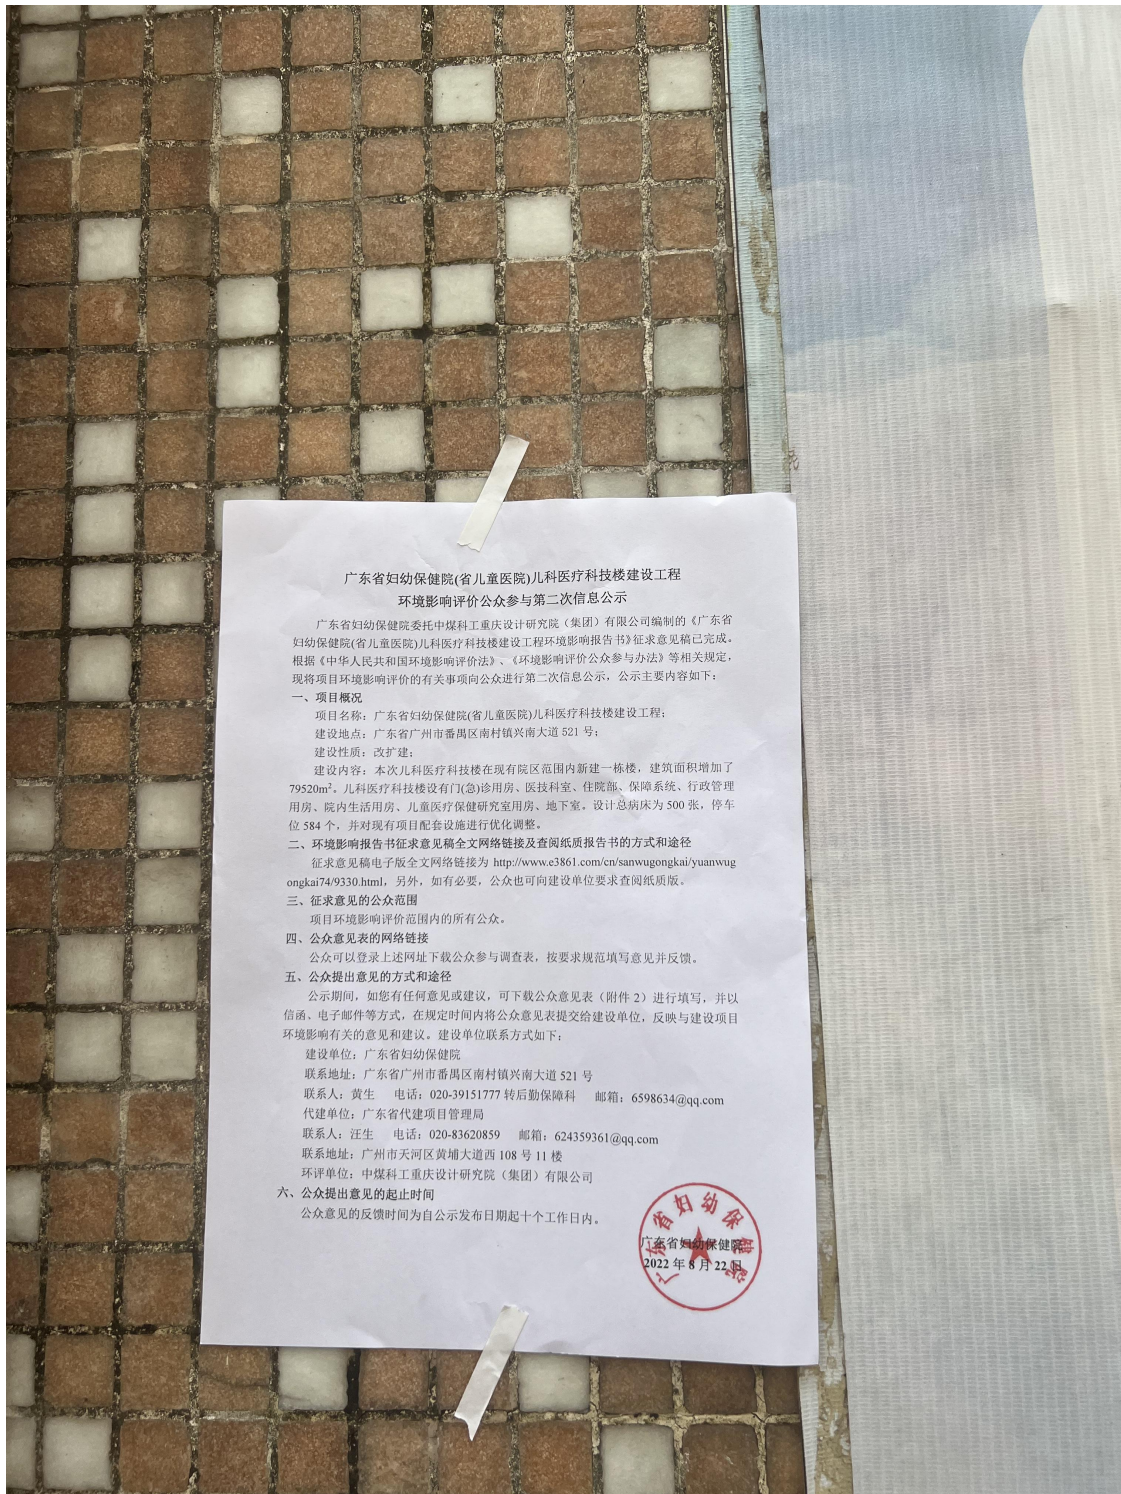 广东省妇幼保健院(省儿童医院)儿科医疗科技楼建设工程
环境影响评价公众参与第二次信息公示
广东省妇幼保健院委托中煤科工重庆设计研究院（集团）有限公司编制的《广东省
妇幼保健院(省儿童医院)儿科医疗科技楼建设工程环境影响报告书》征求意见稿已完成。
根据《中华人民共和国环境影响评价法》、《环境影响评价公众参与办法》等相关规定，
现将项目环境影响评价的有关事项向公众进行第二次信息公示，公示主要内容如下：
一、项目概况
项目名称：广东省妇幼保健院(省儿童医院)儿科医疗科技楼建设工程；
建设地点：广东省广州市番禺区南村镇兴南大道 521 号；
建设性质：改扩建；
建设内容：本次儿科医疗科技楼在现有院区范围内新建一栋楼，建筑面积增加了
79520m²。儿科医疗科技楼设有门(急)诊用房、医技科室、住院部、保障系统、行政管理
用房、院内生活用房、儿童医疗保健研究室用房、地下室。设计总病床为 500 张，停车
位 584 个，并对现有项目配套设施进行优化调整。
二、环境影响报告书征求意见稿全文网络链接及查阅纸质报告书的方式和途径
征求意见稿电子版全文网络链接为 http://www.e3861.com/cn/sanwugongkai/yuanwug
ongkai74/9330.html，另外，如有必要，公众也可向建设单位要求查阅纸质版。
三、征求意见的公众范围
项目环境影响评价范围内的所有公众。
四、公众意见表的网络链接
公众可以登录上述网址下载公众参与调查表，按要求规范填写意见并反馈。
五、公众提出意见的方式和途径
公示期间，如您有任何意见或建议，可下载公众意见表（附件 2）进行填写，并以
信函、电子邮件等方式，在规定时间内将公众意见表提交给建设单位，反映与建设项目
环境影响有关的意见和建议。建设单位联系方式如下：
建设单位：广东省妇幼保健院
联系地址：广东省广州市番禺区南村镇兴南大道 521 号
联系人：黄生 电话：020-39151777 转后勤保障科 邮箱：6598634@qq.com
代建单位：广东省代建项目管理局
联系人：汪生 电话：020-83620859 邮箱：624359361@qq.com
联系地址：广州市天河区黄埔大道西 108 号 11 楼
环评单位：中煤科工重庆设计研究院（集团）有限公司
六、公众提出意见的起止时间
公众意见的反馈时间为自公示发布日期起十个工作日内。
广东省妇幼保健院
广东省妇幼保健院
2022 年 8 月 22 日